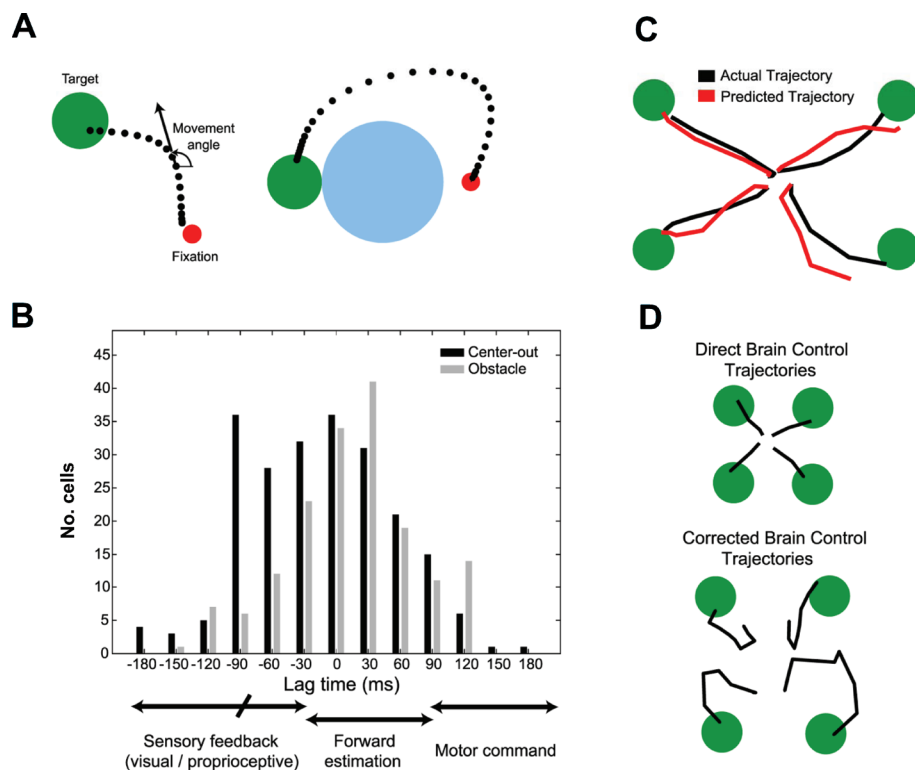 A
Target
Movement
angle
Fixation
B
No. cells
45
40
35
30
25
20
15
10
5
0
Center-out
Obstacle
-180 -150 -120 -90 -60 -30 0 30 60 90 120 150 180
Lag time (ms)
Sensory feedback
(visual / proprioceptive)
Forward
estimation
Motor command
C
Actual Trajectory
Predicted Trajectory
D
Direct Brain Control
Trajectories
Corrected Brain Control
Trajectories